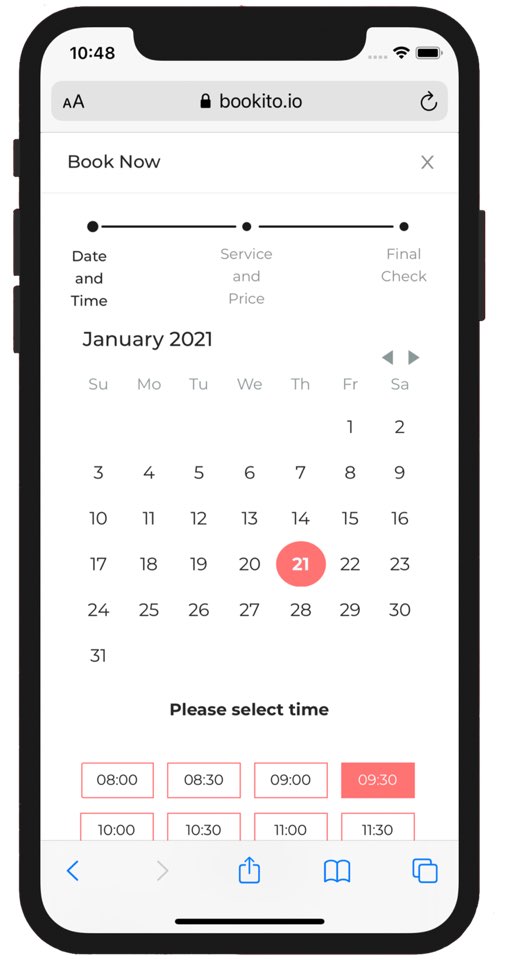 10:48
AA bookito.io
Book Now X
Date and Time
Service and Price
Final Check
January 2021
Su Mo Tu We Th Fr Sa
1 2
3 4 5 6 7 8 9
10 11 12 13 14 15 16
17 18 19 20 21 22 23
24 25 26 27 28 29 30
31
Please select time
08:00 08:30 09:00 09:30
10:00 10:30 11:00 11:30